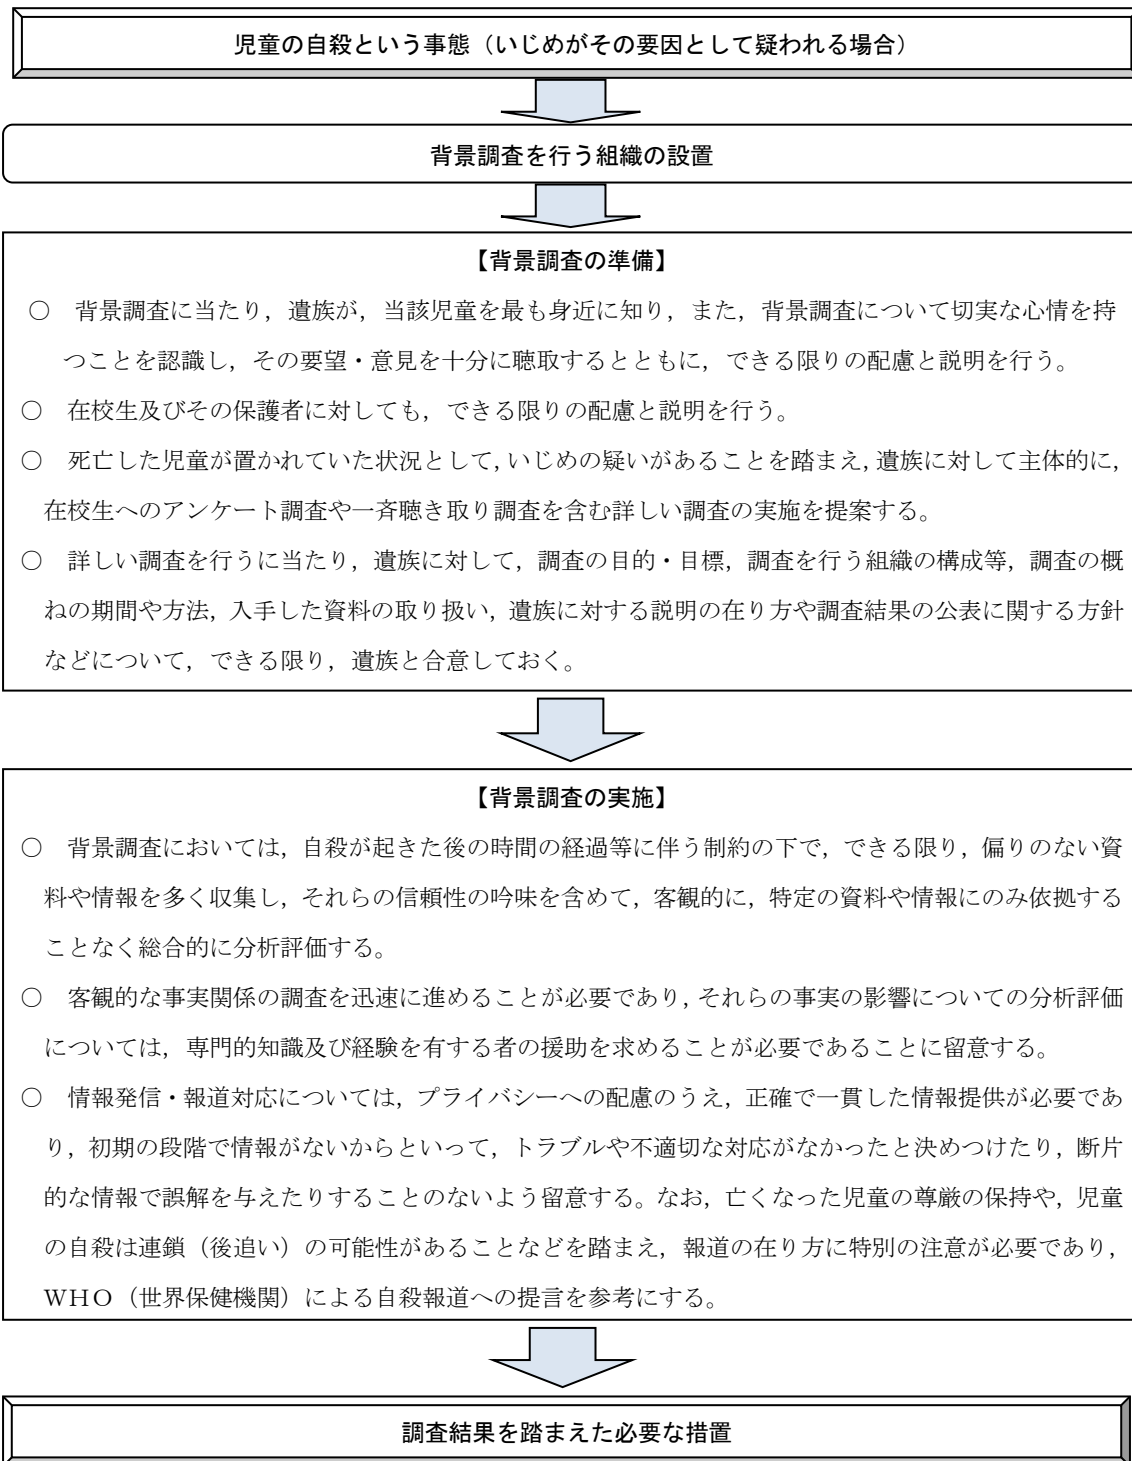 児童の自殺という事態（いじめがその要因として疑われる場合）
背景調査を行う組織の設置
【背景調査の準備】
○　背景調査に当たり，遺族が，当該児童を最も身近に知り，また，背景調査について切実な心情を持
つことを認識し，その要望・意見を十分に聴取するとともに，できる限りの配慮と説明を行う。
○　在校生及びその保護者に対しても，できる限りの配慮と説明を行う。
○　死亡した児童が置かれていた状況として，いじめの疑いがあることを踏まえ，遺族に対して主体的に，
在校生へのアンケート調査や一斉聴き取り調査を含む詳しい調査の実施を提案する。
○　詳しい調査を行うに当たり，遺族に対して，調査の目的・目標，調査を行う組織の構成等，調査の概
ねの期間や方法，入手した資料の取り扱い，遺族に対する説明の在り方や調査結果の公表に関する方針
などについて，できる限り，遺族と合意しておく。
【背景調査の実施】
○　背景調査においては，自殺が起きた後の時間の経過等に伴う制約の下で，できる限り，偏りのない資
料や情報を多く収集し，それらの信頼性の吟味を含めて，客観的に，特定の資料や情報にのみ依拠する
ことなく総合的に分析評価する。
○　客観的な事実関係の調査を迅速に進めることが必要であり，それらの事実の影響についての分析評価
については，専門的知識及び経験を有する者の援助を求めることが必要であることに留意する。
○　情報発信・報道対応については，プライバシーへの配慮のうえ，正確で一貫した情報提供が必要であ
り，初期の段階で情報がないからといって，トラブルや不適切な対応がなかったと決めつけたり，断片
的な情報で誤解を与えたりすることのないよう留意する。なお，亡くなった児童の尊厳の保持や，児童
の自殺は連鎖（後追い）の可能性があることなどを踏まえ，報道の在り方に特別の注意が必要であり，
ＷＨＯ（世界保健機関）による自殺報道への提言を参考にする。
調査結果を踏まえた必要な措置